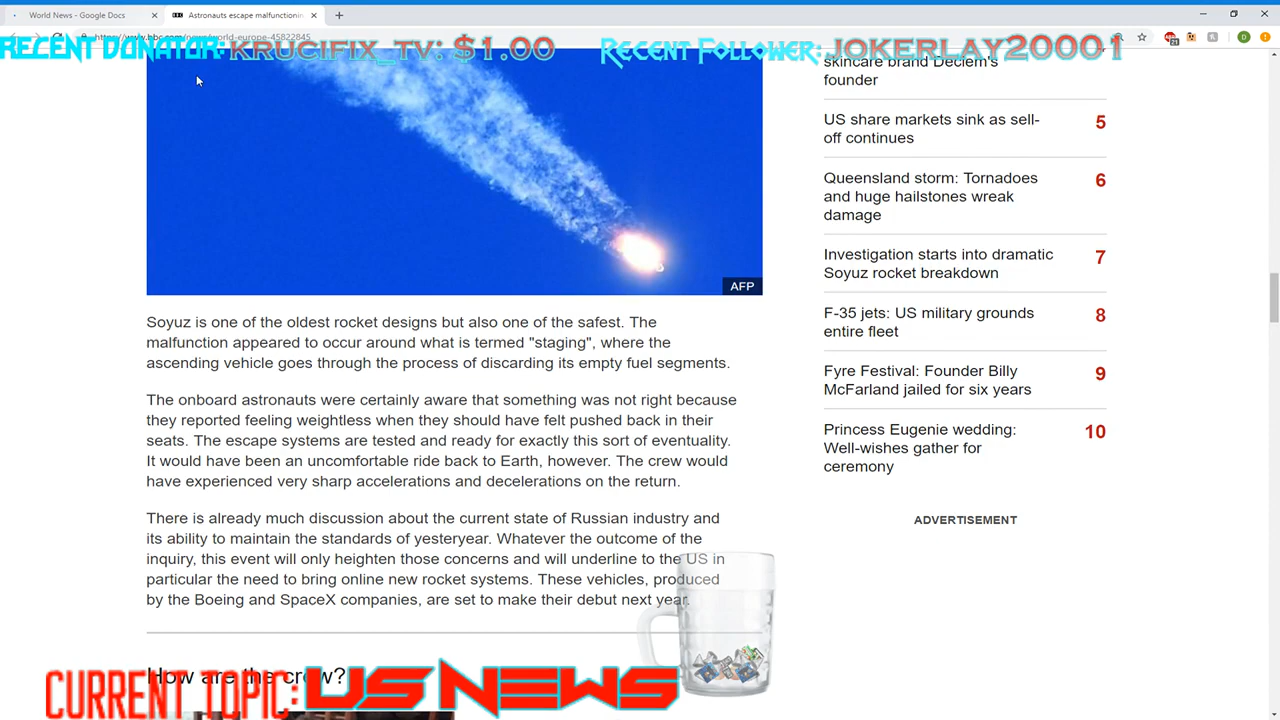 World News - Google Docs
Astronauts escape malfunctionin
https://www.bbc.com/news/world-europe-45822845
RECENT DONATOR: KRUCIFIX_TV: $1.00
RECENT FOLLOWER: JOKERLAY20001
skincare brand Deciem's
founder
US share markets sink as sell-
off continues
5
Queensland storm: Tornadoes
and huge hailstones wreak
damage
6
Investigation starts into dramatic
Soyuz rocket breakdown
7
F-35 jets: US military grounds
entire fleet
8
Fyre Festival: Founder Billy
McFarland jailed for six years
9
Princess Eugenie wedding:
Well-wishes gather for
ceremony
10
ADVERTISEMENT
AFP
Soyuz is one of the oldest rocket designs but also one of the safest. The
malfunction appeared to occur around what is termed "staging", where the
ascending vehicle goes through the process of discarding its empty fuel segments.
The onboard astronauts were certainly aware that something was not right because
they reported feeling weightless when they should have felt pushed back in their
seats. The escape systems are tested and ready for exactly this sort of eventuality.
It would have been an uncomfortable ride back to Earth, however. The crew would
have experienced very sharp accelerations and decelerations on the return.
There is already much discussion about the current state of Russian industry and
its ability to maintain the standards of yesteryear. Whatever the outcome of the
inquiry, this event will only heighten those concerns and will underline to the US in
particular the need to bring online new rocket systems. These vehicles, produced
by the Boeing and SpaceX companies, are set to make their debut next year.
How are the crew?
CURRENT TOPIC: US NEWS